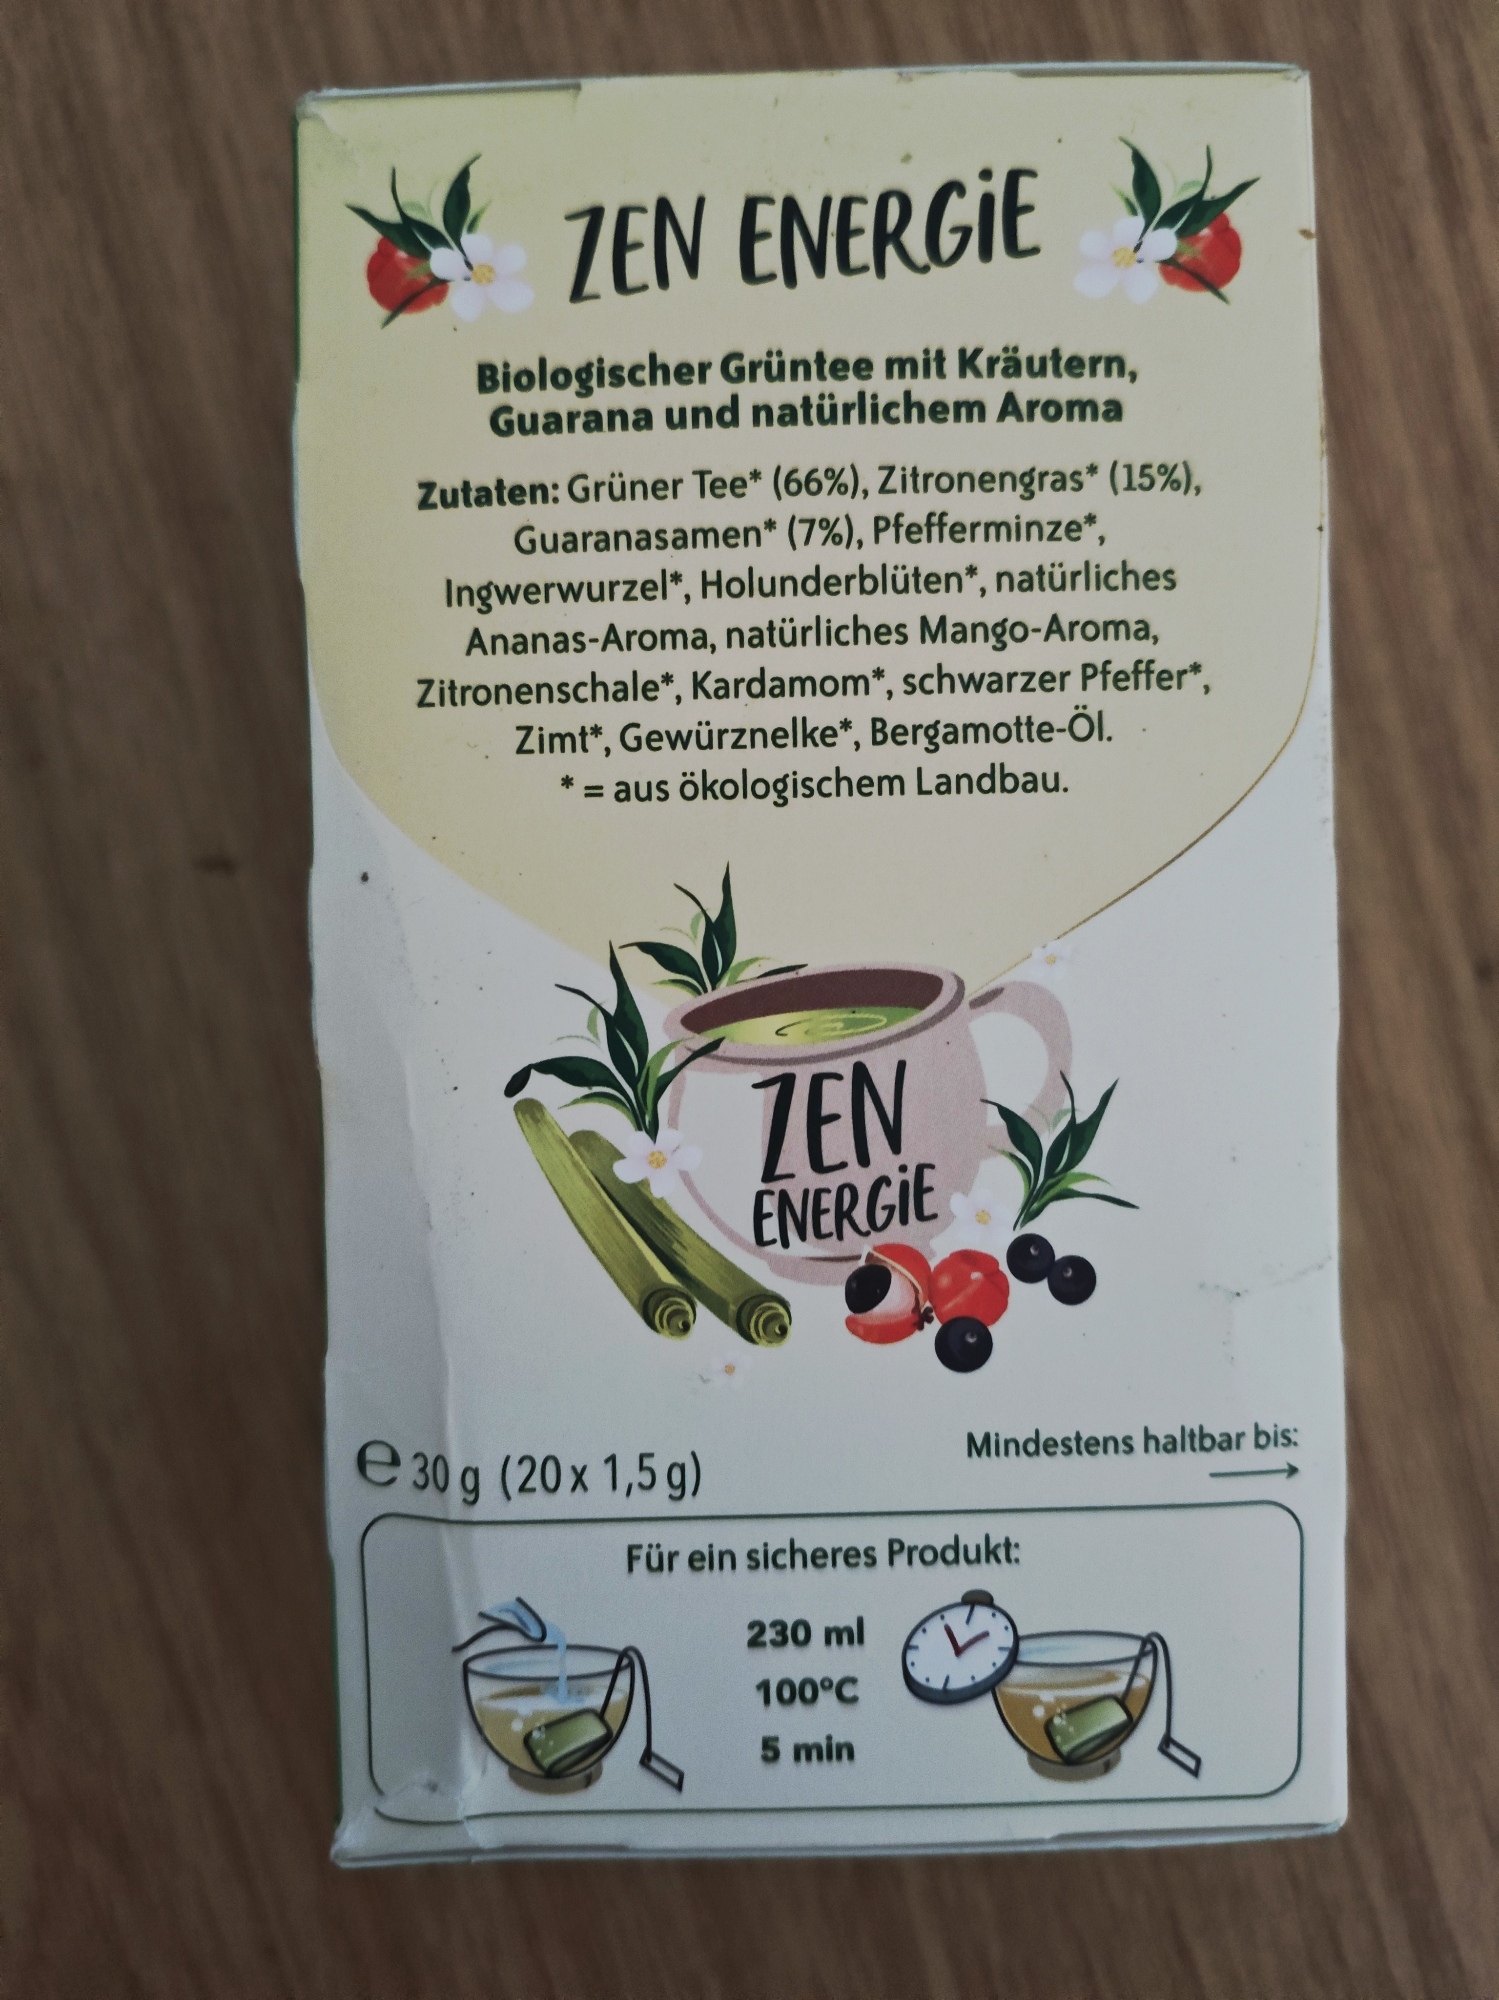 ZEN ENERGiE
Biologischer Grüntee mit Kräutern,
Guarana und natürlichem Aroma
Zutaten: Grüner Tee* (66%), Zitronengras* (15%),
Guaranasamen* (7%), Pfefferminze*,
Ingwerwurzel*, Holunderblüten*, natürliches
Ananas-Aroma, natürliches Mango-Aroma,
Zitronenschale*, Kardamom*, schwarzer Pfeffer*,
Zimt*, Gewürznelke*, Bergamotte-Öl.
* = aus ökologischem Landbau.
ZEN
ENERGiE
Mindestens haltbar bis:
℮ 30 g (20 x 1,5 g)
Für ein sicheres Produkt:
230 ml
100°C
5 min